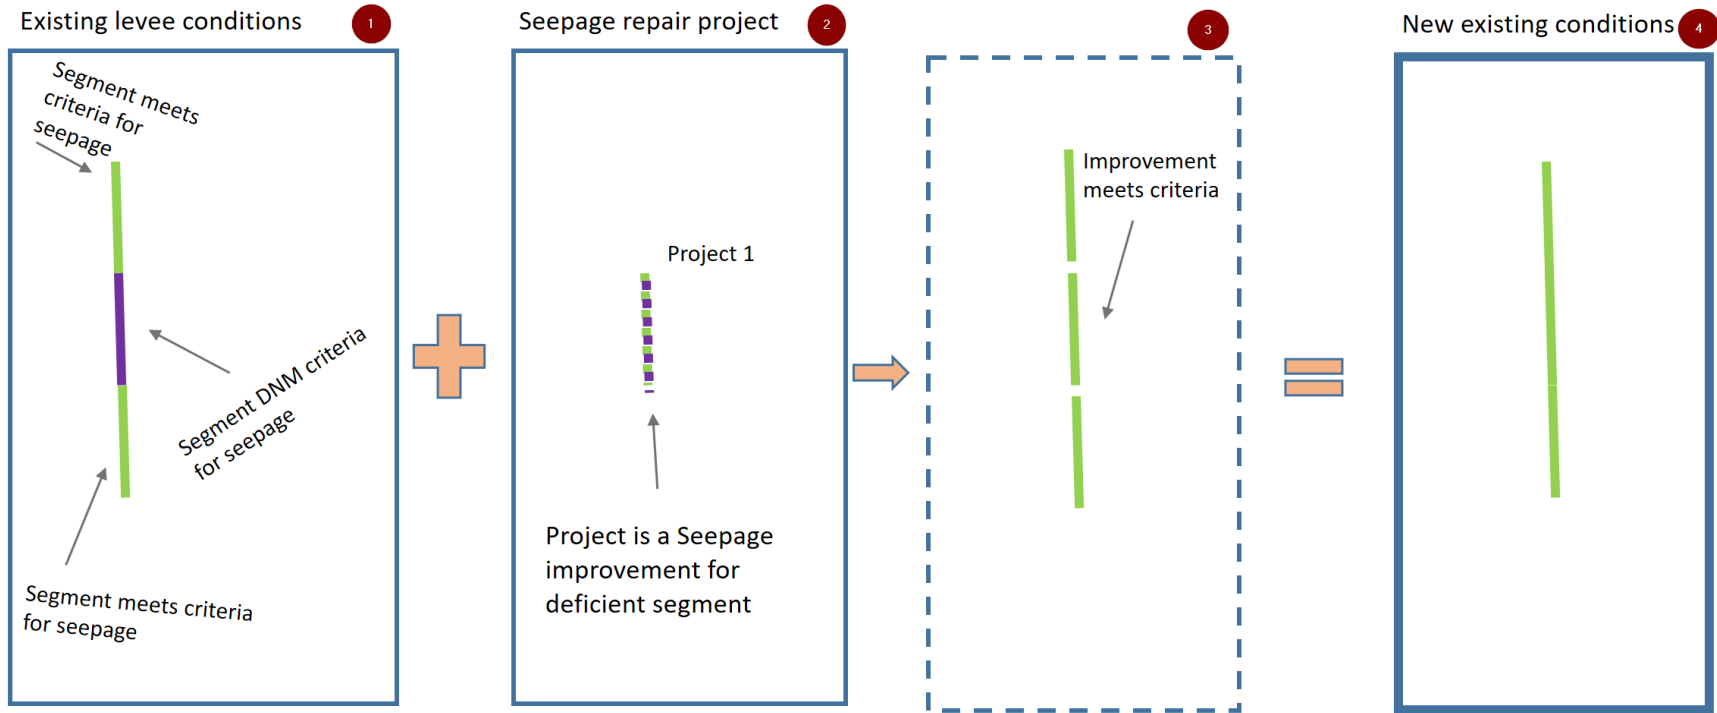 Existing levee conditions
1
Segment meets
criteria for
seepage
Segment DNM criteria
for seepage
Segment meets criteria
for seepage
Seepage repair project
2
Project 1
Project is a Seepage
improvement for
deficient segment
3
Improvement
meets criteria
New existing conditions
4